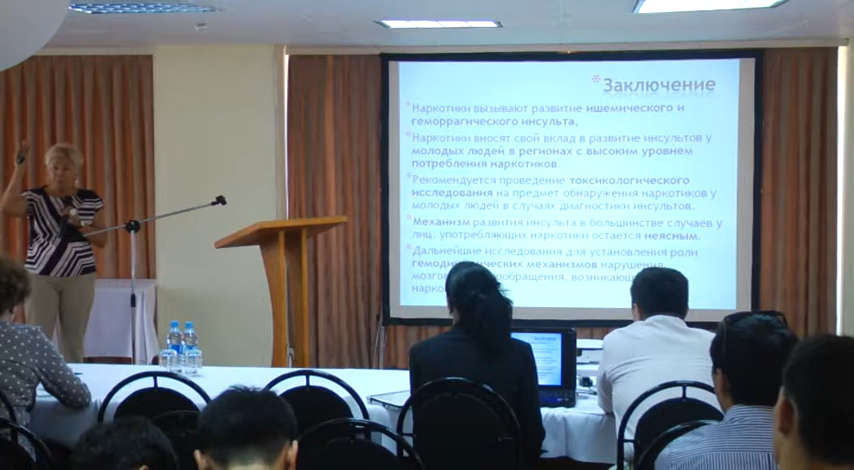 *Заключение
*Наркотики вызывают развитие ишемического и
геморрагического инсульта,
*Наркотики вносят свой вклад в развитие инсультов у
молодых людей в регионах с высоким уровнем
потребления наркотиков.
*Рекомендуется проведение токсикологического
исследования на предмет обнаружения наркотиков у
молодых людей в случаях диагностики инсультов.
*Механизм развития инсульта в большинстве случаев у
лиц, употребляющих наркотики остается неясным.
*Дальнейшие исследования для установления роли
механизмов нарушения